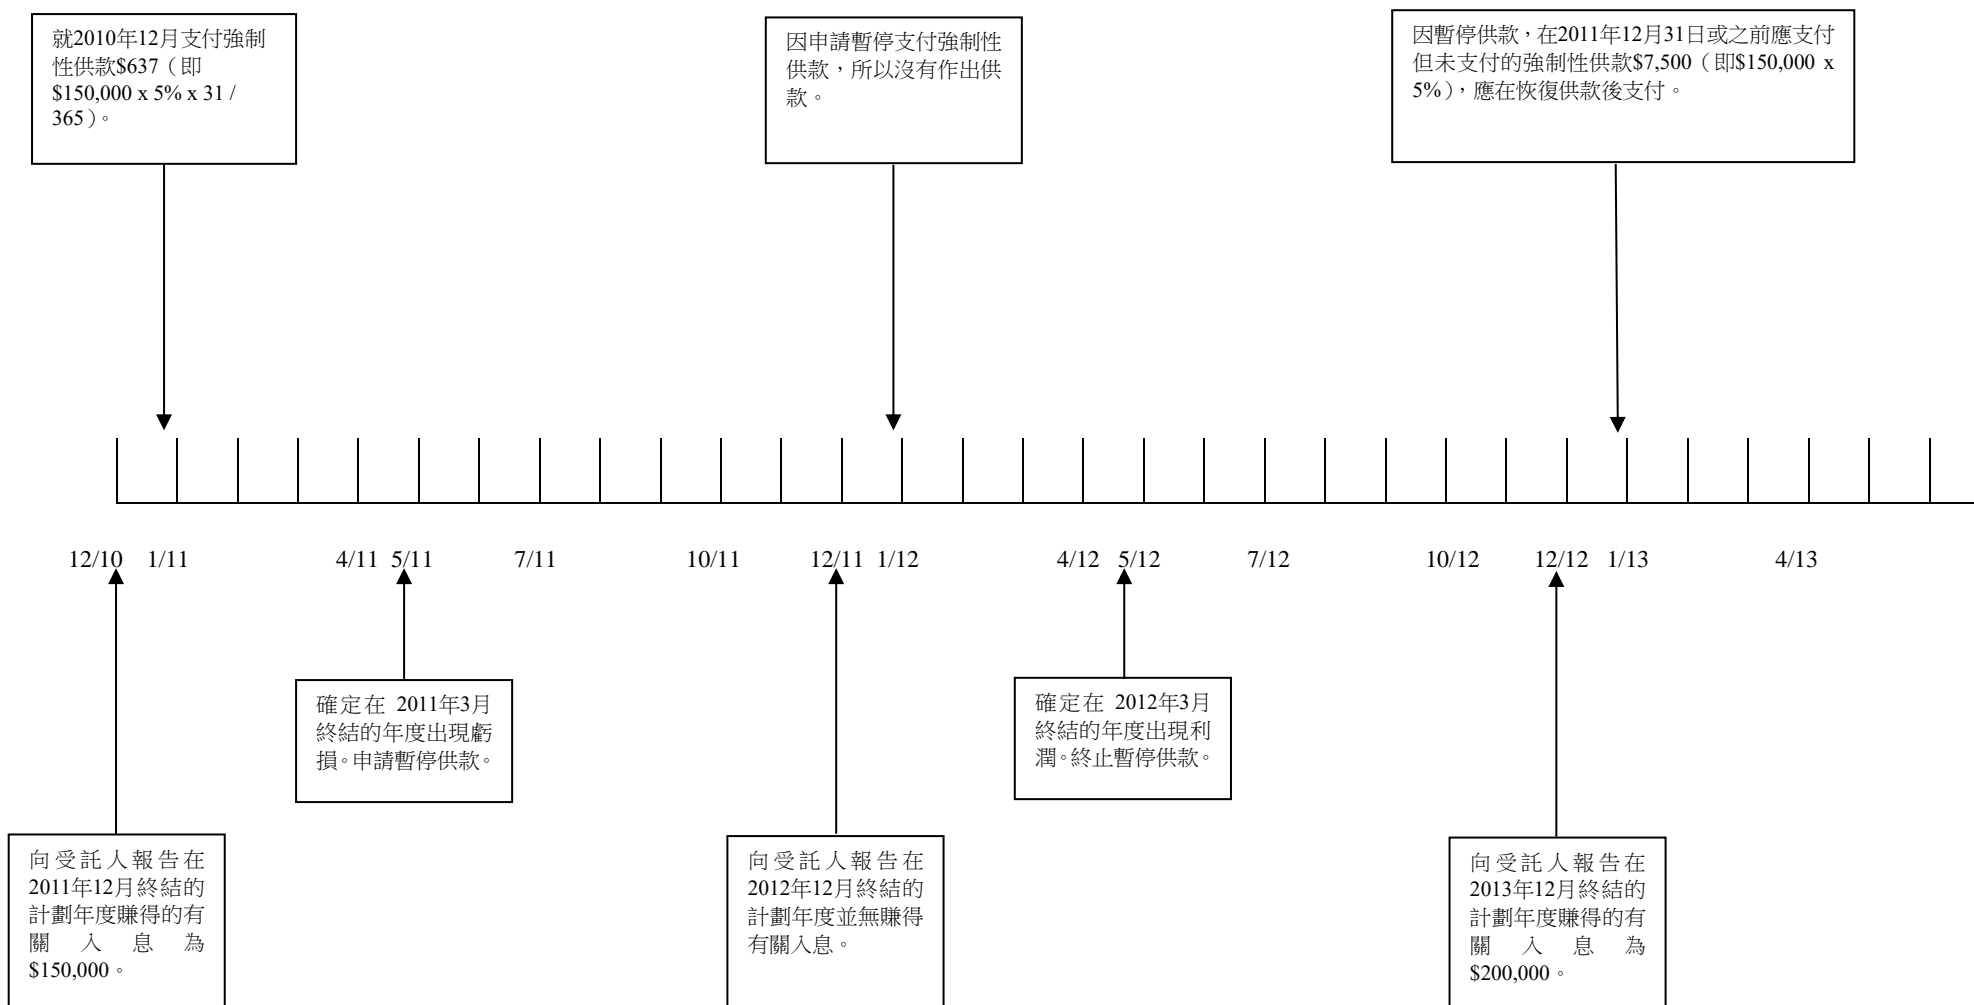 就2010年12月支付強制
性供款$637（即
$150,000 x 5% x 31 /
365）。
因申請暫停支付強制性
供款，所以沒有作出供
款。
因暫停供款，在2011年12月31日或之前應支付
但未支付的強制性供款$7,500（即$150,000 x
5%），應在恢復供款後支付。
12/10 1/11 4/11 5/11 7/11 10/11 12/11 1/12 4/12 5/12 7/12 10/12 12/12 1/13 4/13
確定在 2011年3月
終結的年度出現虧
損。申請暫停供款。
確定在 2012年3月
終結的年度出現利
潤。終止暫停供款。
向受託人報告在
2011年12月終結的
計劃年度賺得的有
關入息為
$150,000。
向受託人報告在
2012年12月終結的
計劃年度並無賺得
有關入息。
向受託人報告在
2013年12月終結的
計劃年度賺得的有
關入息為
$200,000。